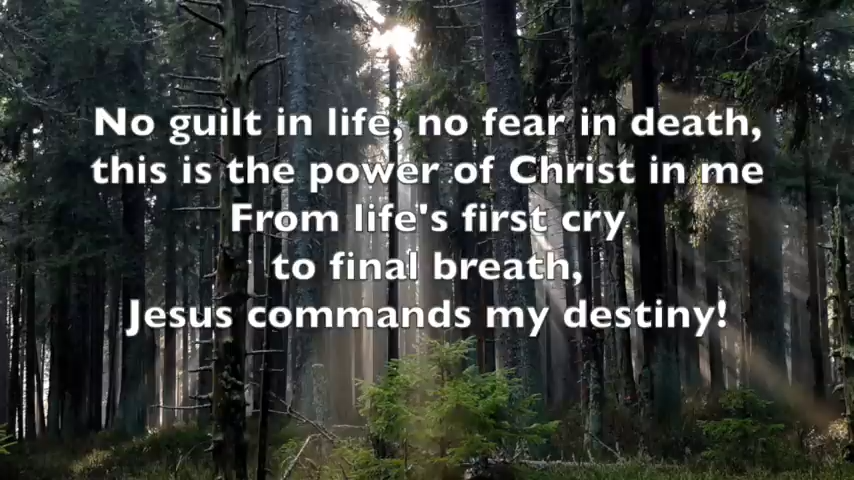 No guilt in life, no fear in death,
this is the power of Christ in me
From life's first cry
to final breath,
Jesus commands my destiny!